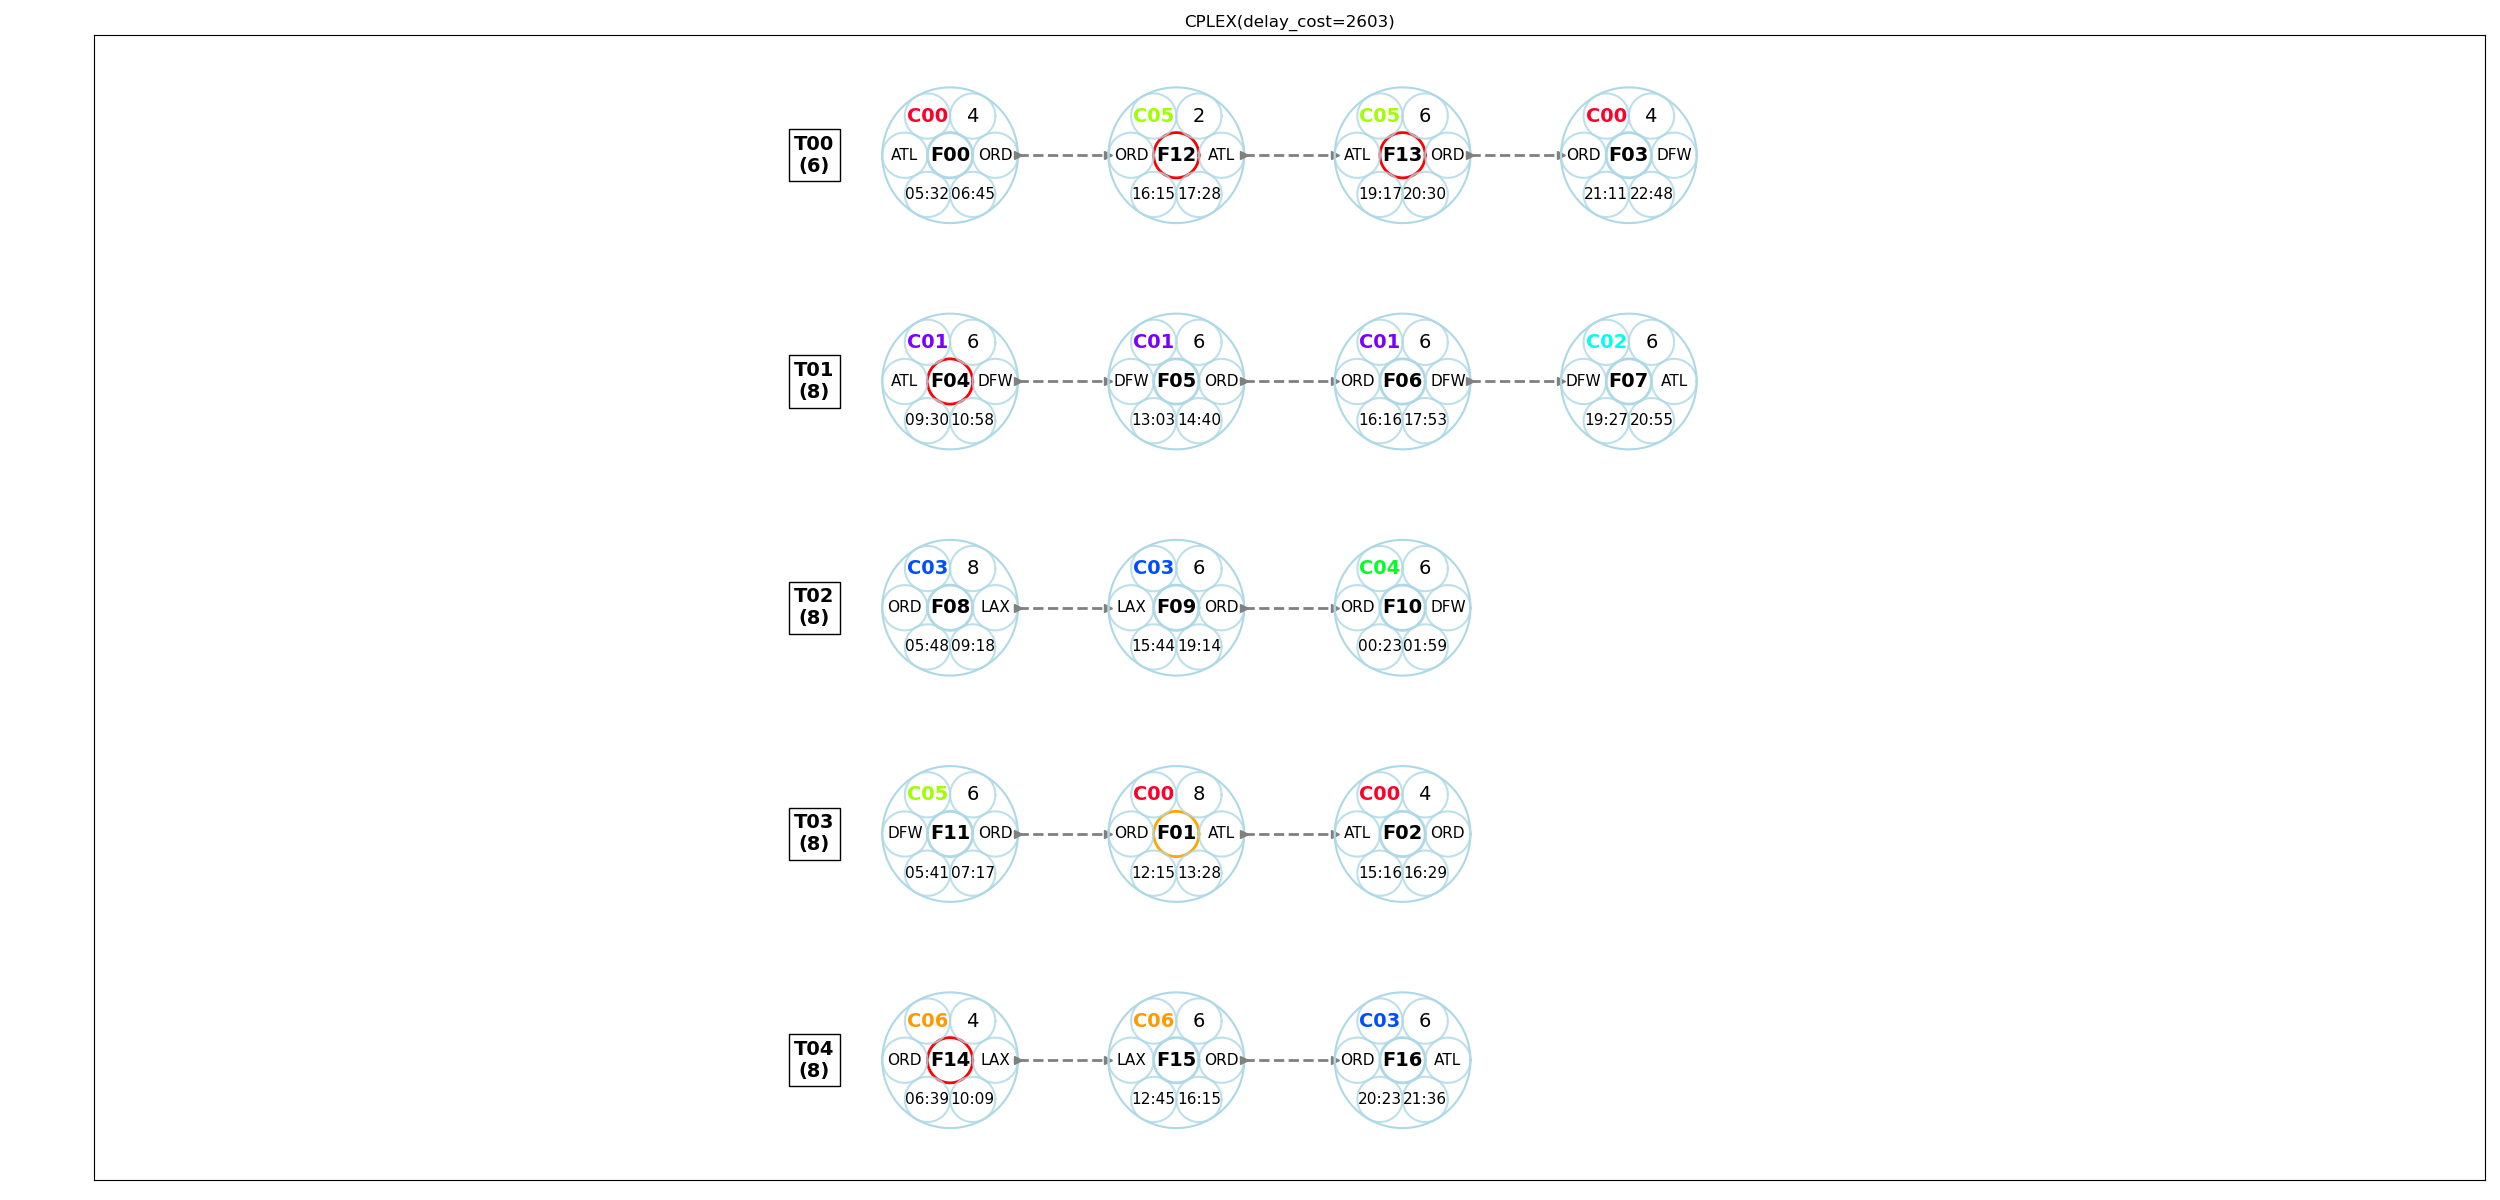 CPLEX(delay_cost=2603)
T00
(6)
C00 4
ATL F00 ORD
05:32 06:45
C05 2
ORD F12 ATL
16:15 17:28
C05 6
ATL F13 ORD
19:17 20:30
C00 4
ORD F03 DFW
21:11 22:48
T01
(8)
C01 6
ATL F04 DFW
09:30 10:58
C01 6
DFW F05 ORD
13:03 14:40
C01 6
ORD F06 DFW
16:16 17:53
C02 6
DFW F07 ATL
19:27 20:55
T02
(8)
C03 8
ORD F08 LAX
05:48 09:18
C03 6
LAX F09 ORD
15:44 19:14
C04 6
ORD F10 DFW
00:23 01:59
T03
(8)
C05 6
DFW F11 ORD
05:41 07:17
C00 8
ORD F01 ATL
12:15 13:28
C00 4
ATL F02 ORD
15:16 16:29
T04
(8)
C06 4
ORD F14 LAX
06:39 10:09
C06 6
LAX F15 ORD
12:45 16:15
C03 6
ORD F16 ATL
20:23 21:36